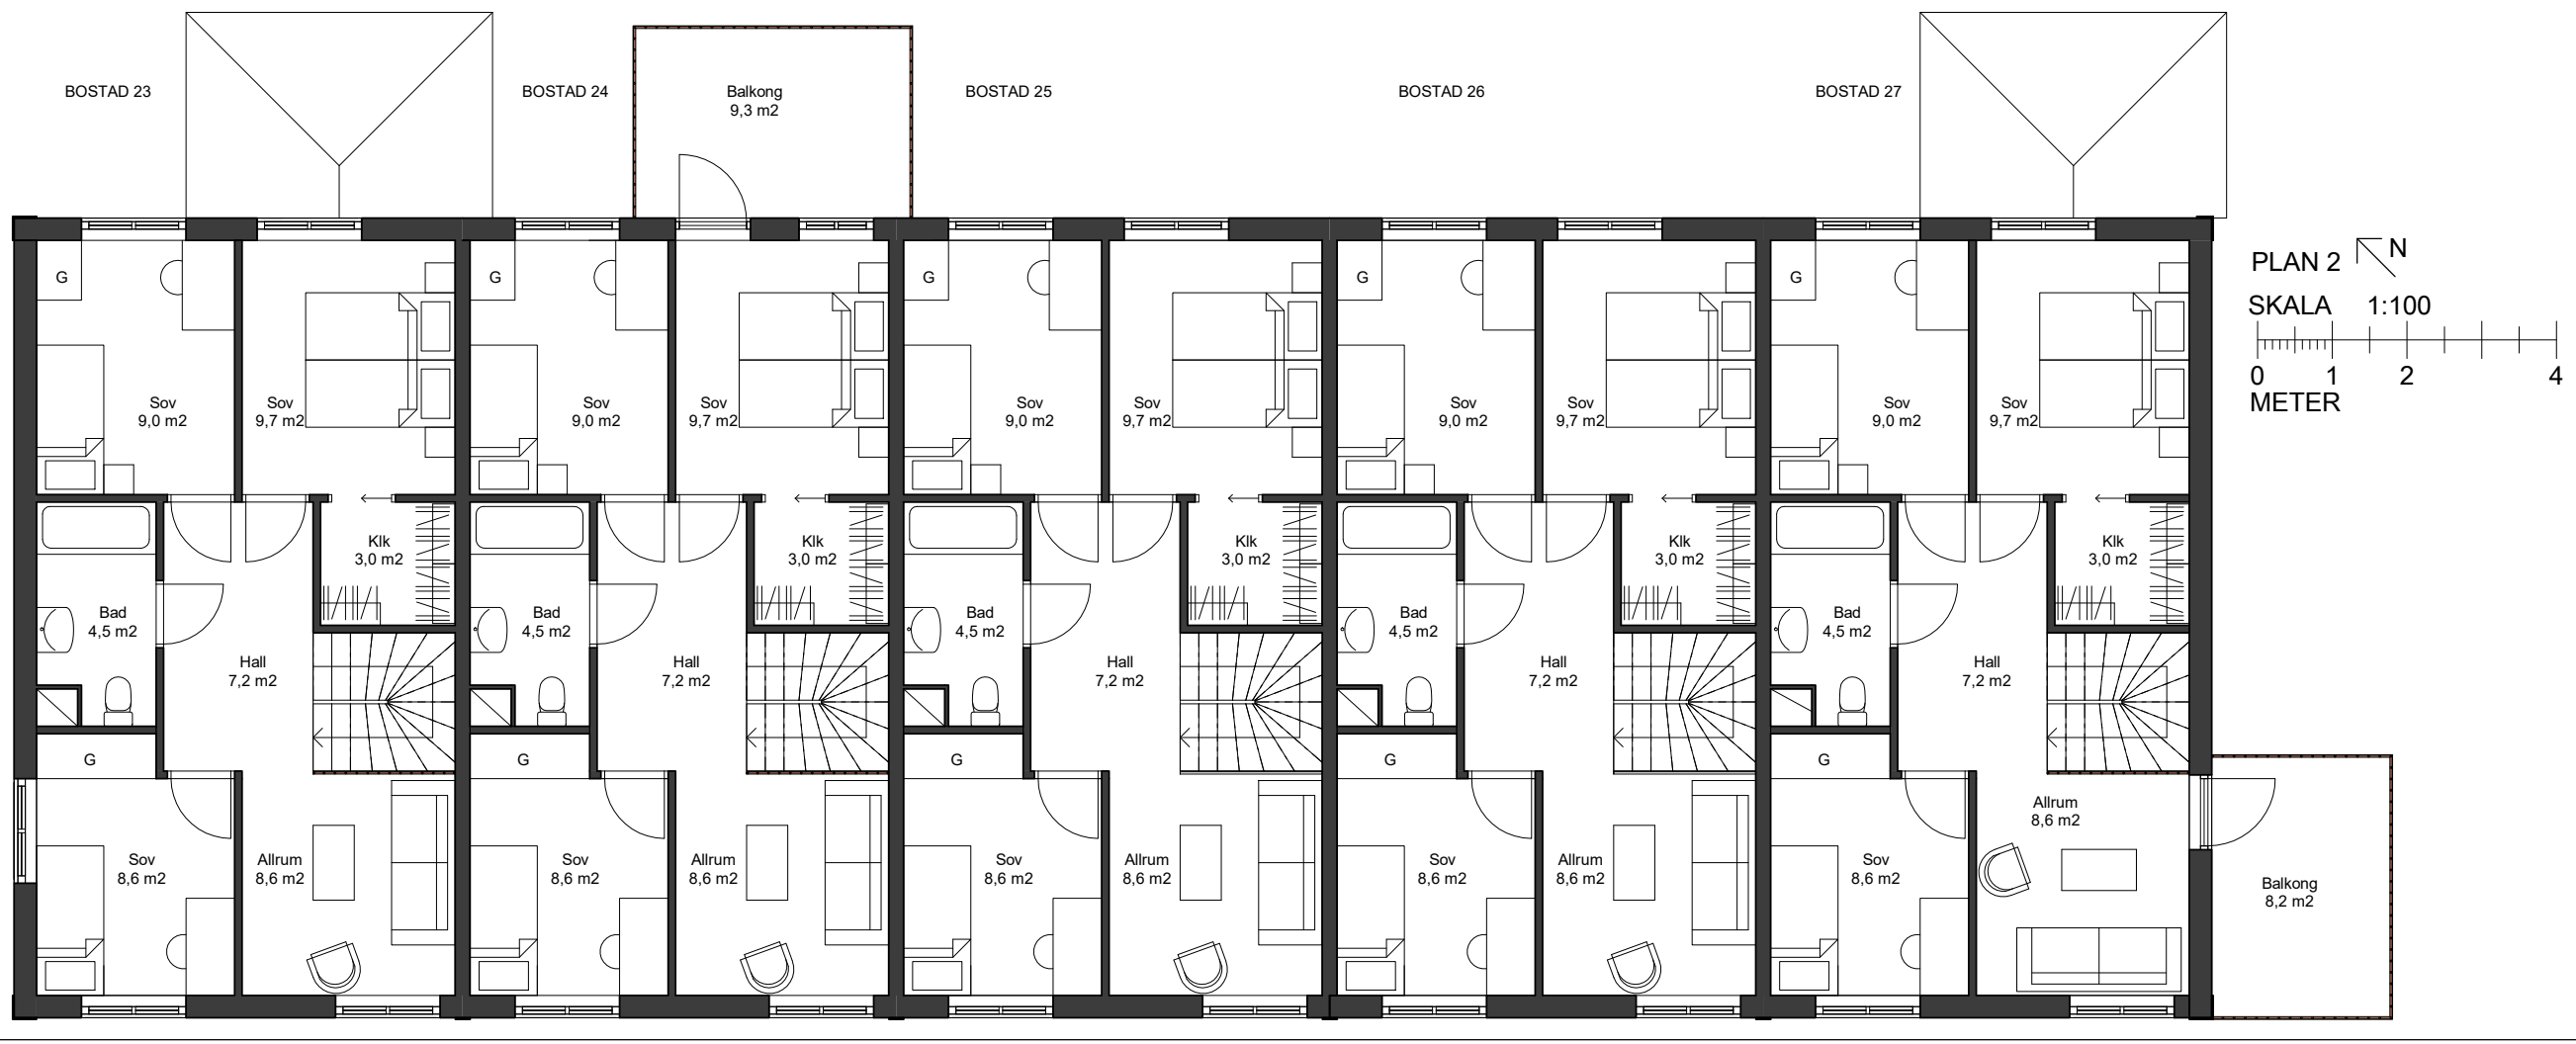 BOSTAD 23
BOSTAD 24
Balkong
9,3 m2
BOSTAD 25
BOSTAD 26
BOSTAD 27
PLAN 2
N
SKALA 1:100
0 1 2 4
METER
G
G
G
G
G
Sov
9,0 m2
Sov
9,7 m2
Sov
9,0 m2
Sov
9,7 m2
Sov
9,0 m2
Sov
9,7 m2
Sov
9,0 m2
Sov
9,7 m2
Sov
9,0 m2
Sov
9,7 m2
Klk
3,0 m2
Klk
3,0 m2
Klk
3,0 m2
Klk
3,0 m2
Klk
3,0 m2
Bad
4,5 m2
Bad
4,5 m2
Bad
4,5 m2
Bad
4,5 m2
Bad
4,5 m2
Hall
7,2 m2
Hall
7,2 m2
Hall
7,2 m2
Hall
7,2 m2
Hall
7,2 m2
G
G
G
G
G
Sov
8,6 m2
Allrum
8,6 m2
Sov
8,6 m2
Allrum
8,6 m2
Sov
8,6 m2
Allrum
8,6 m2
Sov
8,6 m2
Allrum
8,6 m2
Sov
8,6 m2
Allrum
8,6 m2
Balkong
8,2 m2